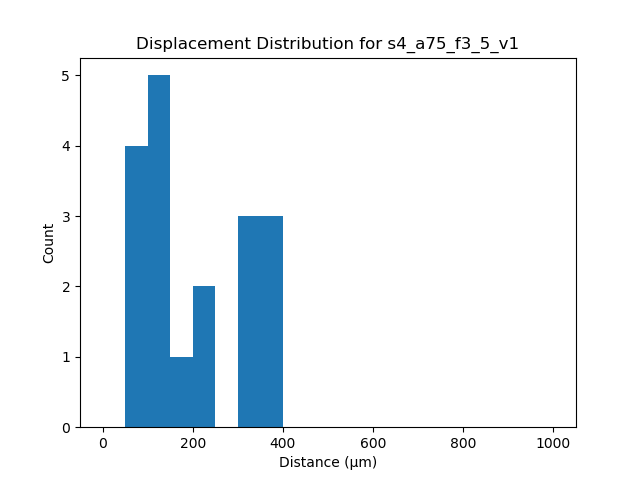 Displacement Distribution for s4_a75_f3_5_v1
5
4
3
2
1
0
Count
0 200 400 600 800 1000
Distance (μm)